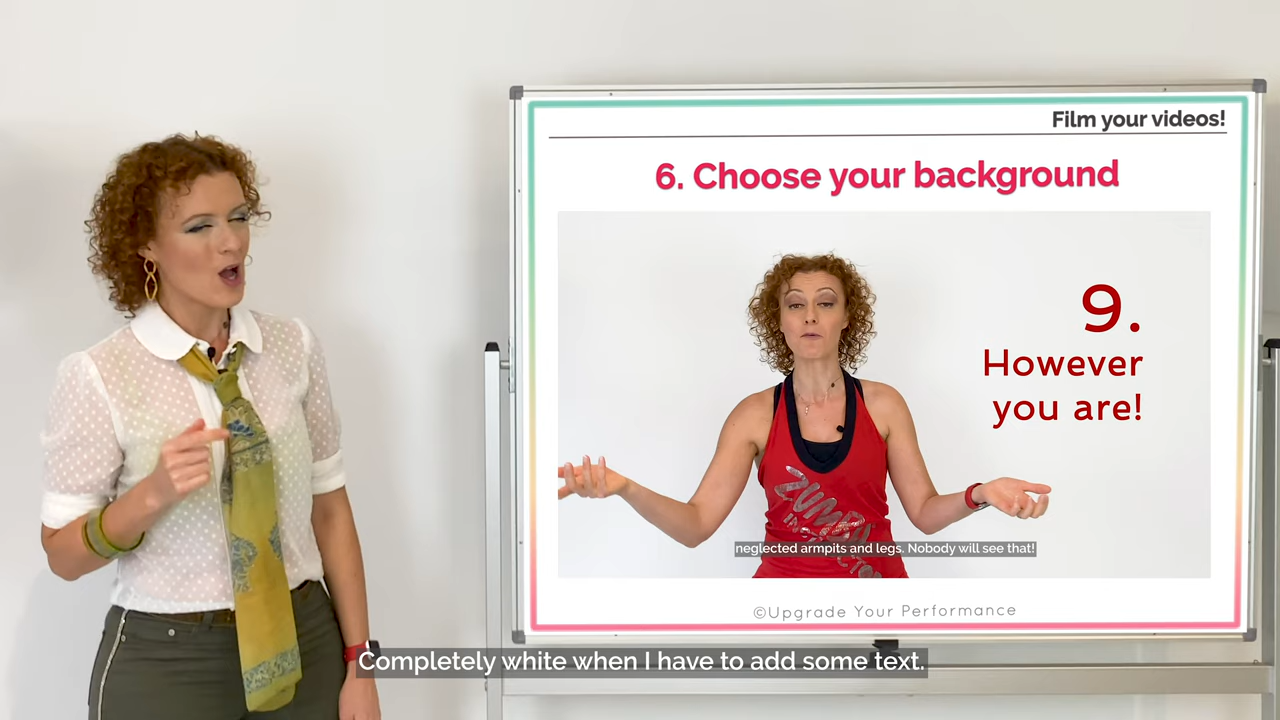 Film your videos!
6. Choose your background
9.
However
you are!
neglected armpits and legs. Nobody will see that!
©Upgrade Your Performance
Completely white when I have to add some text.